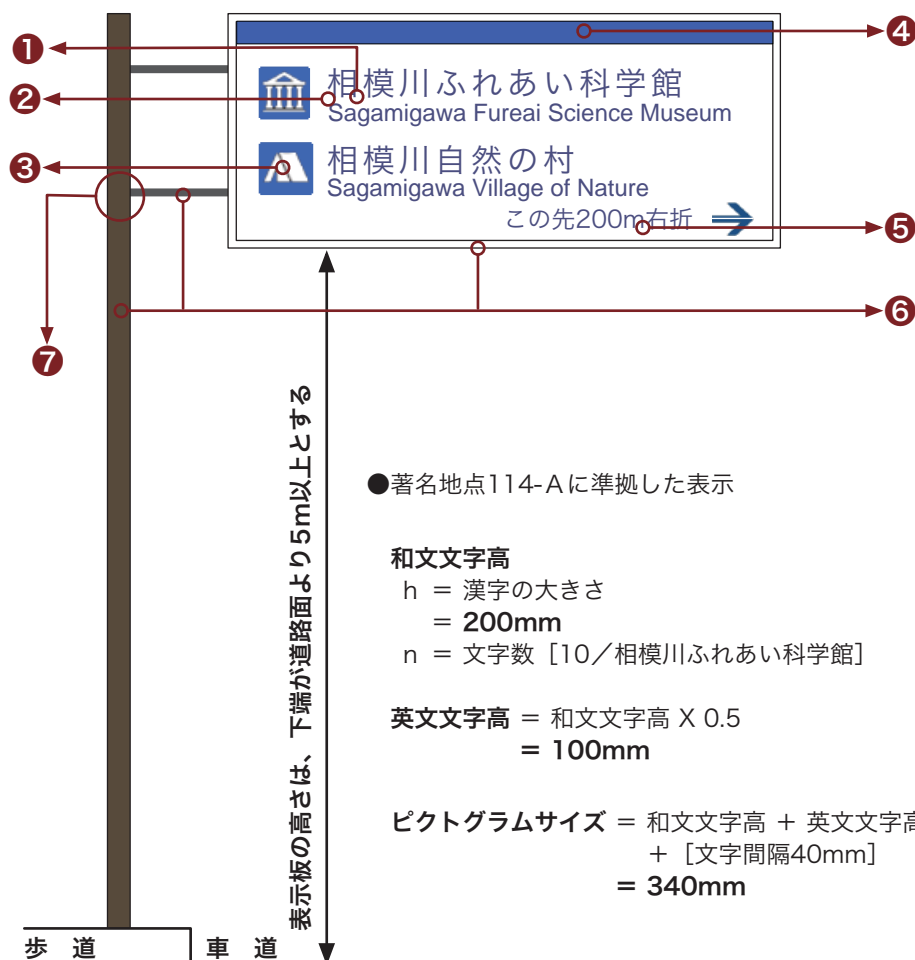 ❶
❷
❸
❹
❺
❻
❼
相模川ふれあい科学館
Sagamigawa Fureai Science Museum
相模川自然の村
Sagamigawa Village of Nature
この先200m右折
表示板の高さは、下端が道路面より5m以上とする
●著名地点114-Aに準拠した表示
和文文字高
h ＝ 漢字の大きさ
＝ 200mm
n ＝ 文字数［10／相模川ふれあい科学館］
英文文字高 ＝ 和文文字高 X 0.5
＝ 100mm
ピクトグラムサイズ ＝ 和文文字高 ＋ 英文文字高
＋［文字間隔40mm］
＝ 340mm
歩 道
車 道